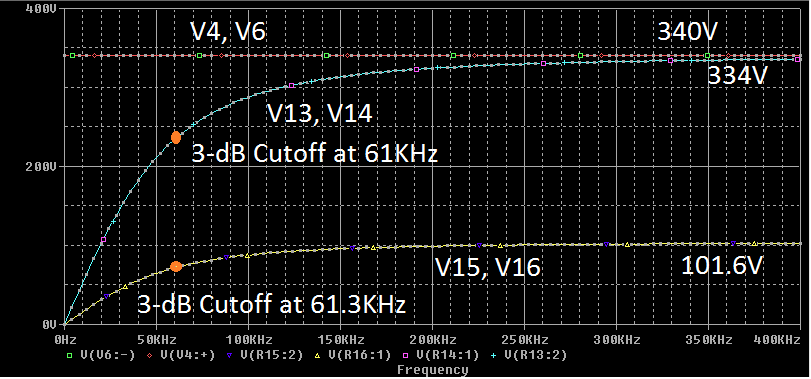 400V
V4, V6
340V
334V
V13, V14
3-dB Cutoff at 61KHz
200V
V15, V16
101.6V
3-dB Cutoff at 61.3KHz
0V
0Hz 50KHz 100KHz 150KHz 200KHz 250KHz 300KHz 350KHz 400KHz
V(V6:-) V(V4:+) V(R15:2) V(R16:1) V(R14:1) V(R13:2)
Frequency